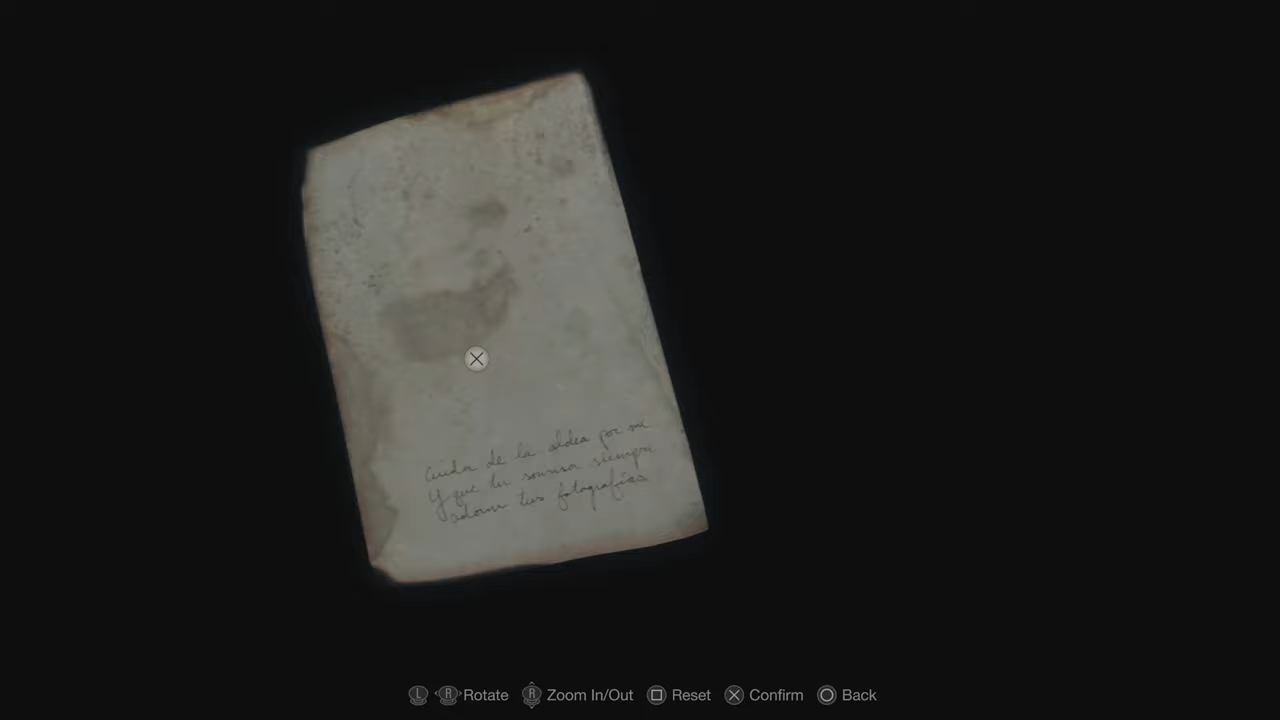 Cuida de la aldea por mí
Y que tu sonrisa siempre
adorne tus fotografías
L R Rotate R Zoom In/Out Reset Confirm Back